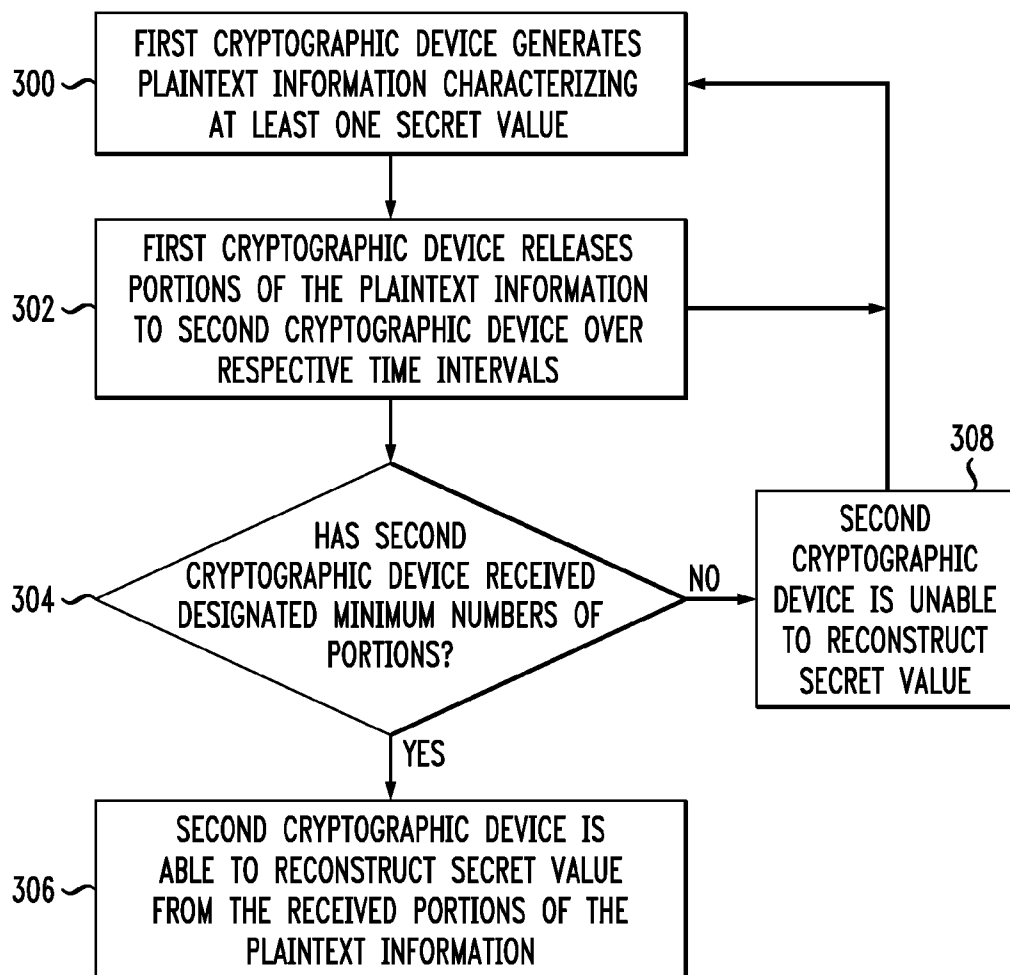 300
FIRST CRYPTOGRAPHIC DEVICE GENERATES
PLAINTEXT INFORMATION CHARACTERIZING
AT LEAST ONE SECRET VALUE
302
FIRST CRYPTOGRAPHIC DEVICE RELEASES
PORTIONS OF THE PLAINTEXT INFORMATION
TO SECOND CRYPTOGRAPHIC DEVICE OVER
RESPECTIVE TIME INTERVALS
304
HAS SECOND
CRYPTOGRAPHIC DEVICE RECEIVED
DESIGNATED MINIMUM NUMBERS OF
PORTIONS?
NO
308
SECOND
CRYPTOGRAPHIC
DEVICE IS UNABLE
TO RECONSTRUCT
SECRET VALUE
YES
306
SECOND CRYPTOGRAPHIC DEVICE IS
ABLE TO RECONSTRUCT SECRET VALUE
FROM THE RECEIVED PORTIONS OF THE
PLAINTEXT INFORMATION